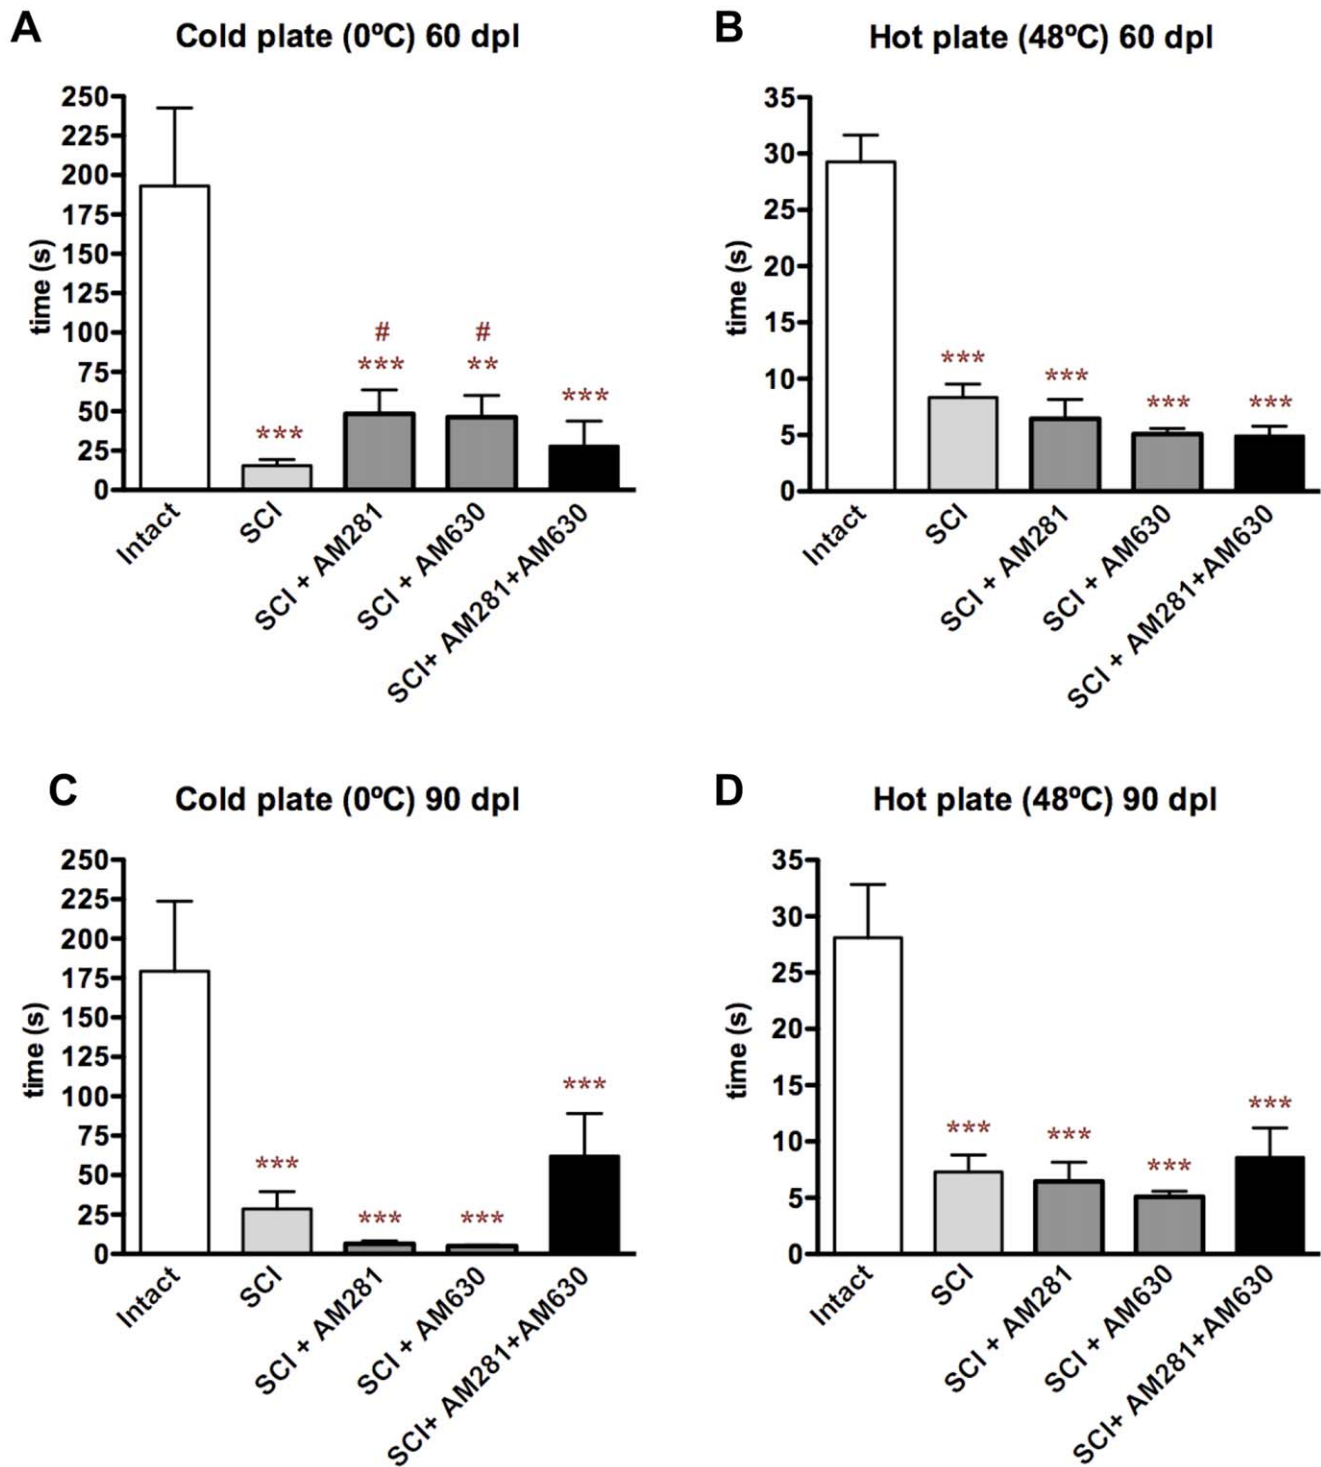 A
Cold plate (0ºC) 60 dpl
250
225
200
175
150
125
100
75
50
25
0
time (s)
***
#
***
#
**
***
Intact
SCI
SCI + AM281
SCI + AM630
SCI+ AM281+AM630
B
Hot plate (48ºC) 60 dpl
35
30
25
20
15
10
5
0
time (s)
***
***
***
***
Intact
SCI
SCI + AM281
SCI + AM630
SCI + AM281+AM630
C
Cold plate (0ºC) 90 dpl
250
225
200
175
150
125
100
75
50
25
0
time (s)
***
***
***
***
Intact
SCI
SCI + AM281
SCI + AM630
SCI+ AM281+AM630
D
Hot plate (48ºC) 90 dpl
35
30
25
20
15
10
5
0
time (s)
***
***
***
***
Intact
SCI
SCI + AM281
SCI + AM630
SCI+ AM281+AM630